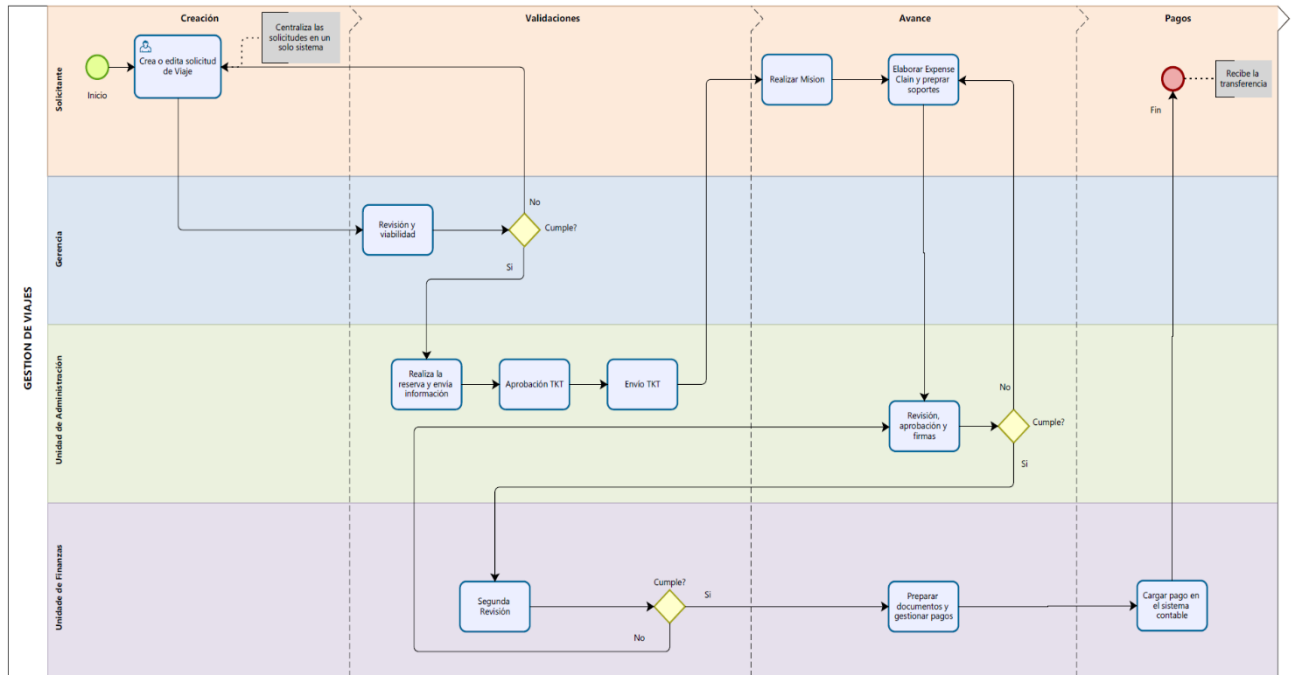 GESTION DE VIAJES
Creación
Validaciones
Avance
Pagos
Solicitante
Inicio
Crea o edita solicitud
de Viaje
Centraliza las
solicitudes en un
solo sistema
Realizar Mision
Elaborar Expense
Clain y preprar
soportes
Fin
Recibe la
transferencia
Gerencia
Revisión y
viabilidad
No
Cumple?
Si
Unidad de Administración
Realiza la
reserva y envía
información
Aprobación TKT
Envío TKT
Revisión,
aprobación y
firmas
No
Cumple?
Si
Unidade de Finanzas
Segunda
Revisión
Cumple?
Si
No
Preparar
documentos y
gestionar pagos
Cargar pago en
el sistema
contable